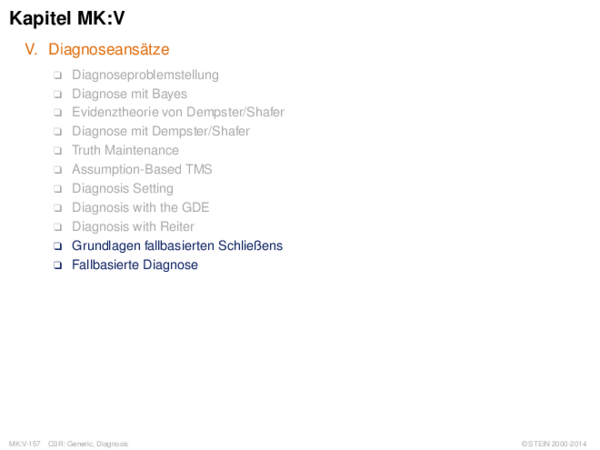 Kapitel MK:V
V. Diagnoseansätze
❑ Diagnoseproblemstellung
❑ Diagnose mit Bayes
❑ Evidenztheorie von Dempster/Shafer
❑ Diagnose mit Dempster/Shafer
❑ Truth Maintenance
❑ Assumption-Based TMS
❑ Diagnosis Setting
❑ Diagnosis with the GDE
❑ Diagnosis with Reiter
❑ Grundlagen fallbasierten Schließens
❑ Fallbasierte Diagnose
MK:V-157 CBR: Generic, Diagnosis © STEIN 2000-2014